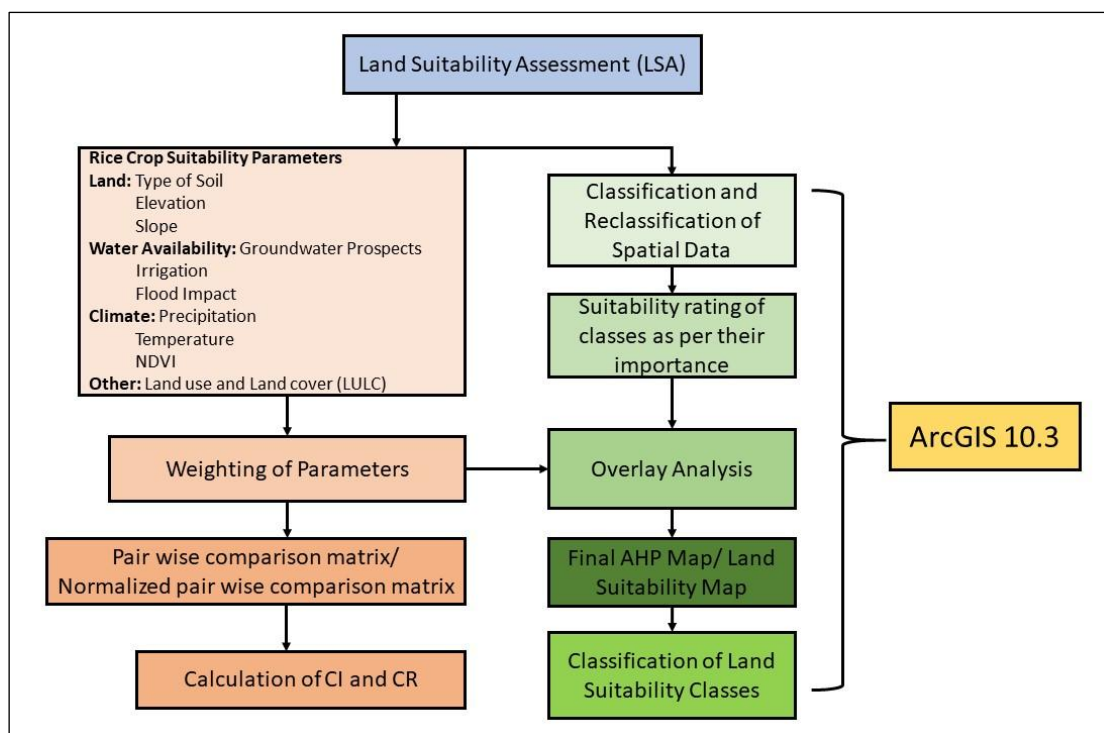 Land Suitability Assessment (LSA)
Rice Crop Suitability Parameters
Land: Type of Soil
Elevation
Slope
Water Availability: Groundwater Prospects
Irrigation
Flood Impact
Climate: Precipitation
Temperature
NDVI
Other: Land use and Land cover (LULC)
Weighting of Parameters
Pair wise comparison matrix/
Normalized pair wise comparison matrix
Calculation of CI and CR
Classification and
Reclassification of
Spatial Data
Suitability rating of
classes as per their
importance
Overlay Analysis
Final AHP Map/ Land
Suitability Map
Classification of Land
Suitability Classes
ArcGIS 10.3